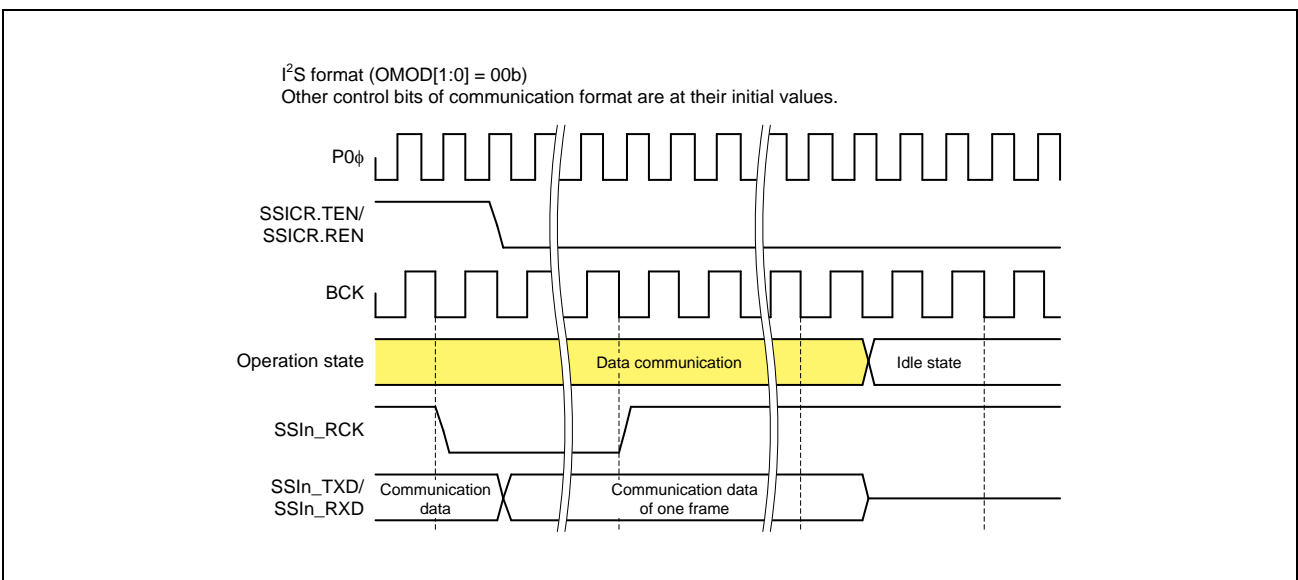 I²S format (OMOD[1:0] = 00b)
Other control bits of communication format are at their initial values.
P0ϕ
SSICR.TEN/
SSICR.REN
BCK
Operation state
Data communication
Idle state
SSIn_RCK
SSIn_TXD/
SSIn_RXD
Communication
data
Communication data
of one frame